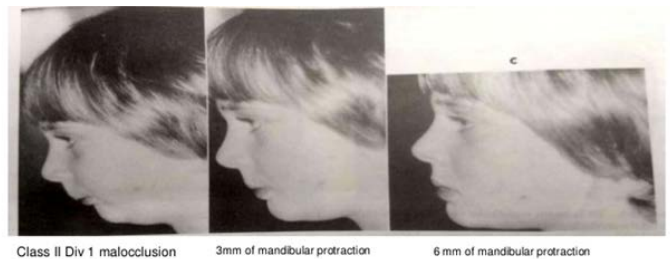 C
Class II Div 1 malocclusion
3mm of mandibular protraction
6 mm of mandibular protraction